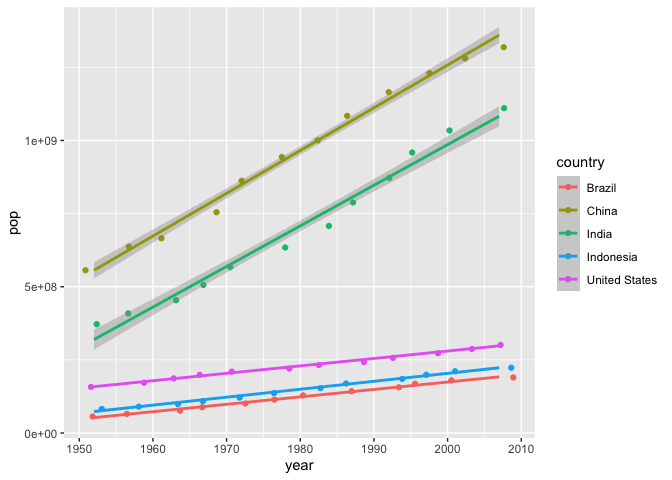 1e+09
5e+08
0e+00
pop
1950
1960
1970
1980
1990
2000
2010
year
country
Brazil
China
India
Indonesia
United States